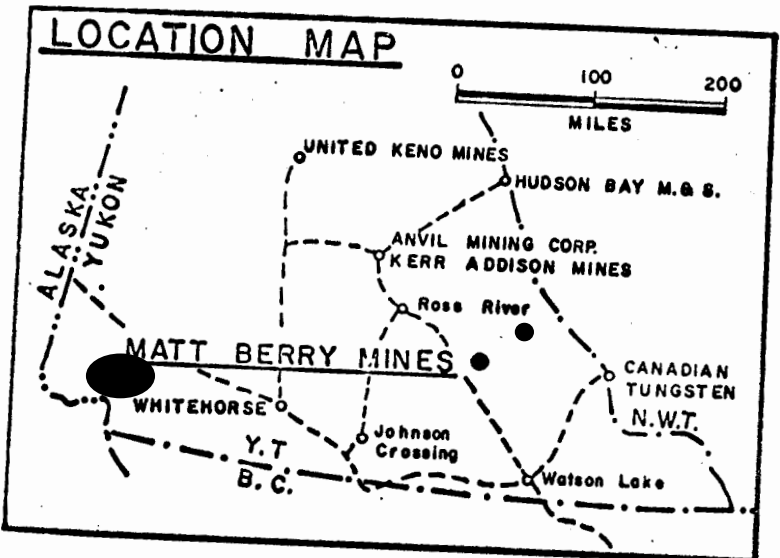 LOCATION MAP
0 100 200
MILES
UNITED KENO MINES
HUDSON BAY M.& S.
ALASKA
YUKON
ANVIL MINING CORP.
KERR ADDISON MINES
Ross River
MATT BERRY MINES
CANADIAN
TUNGSTEN
WHITEHORSE
N.W.T.
Johnson
Crossing
Y.T
B.C.
Watson Lake